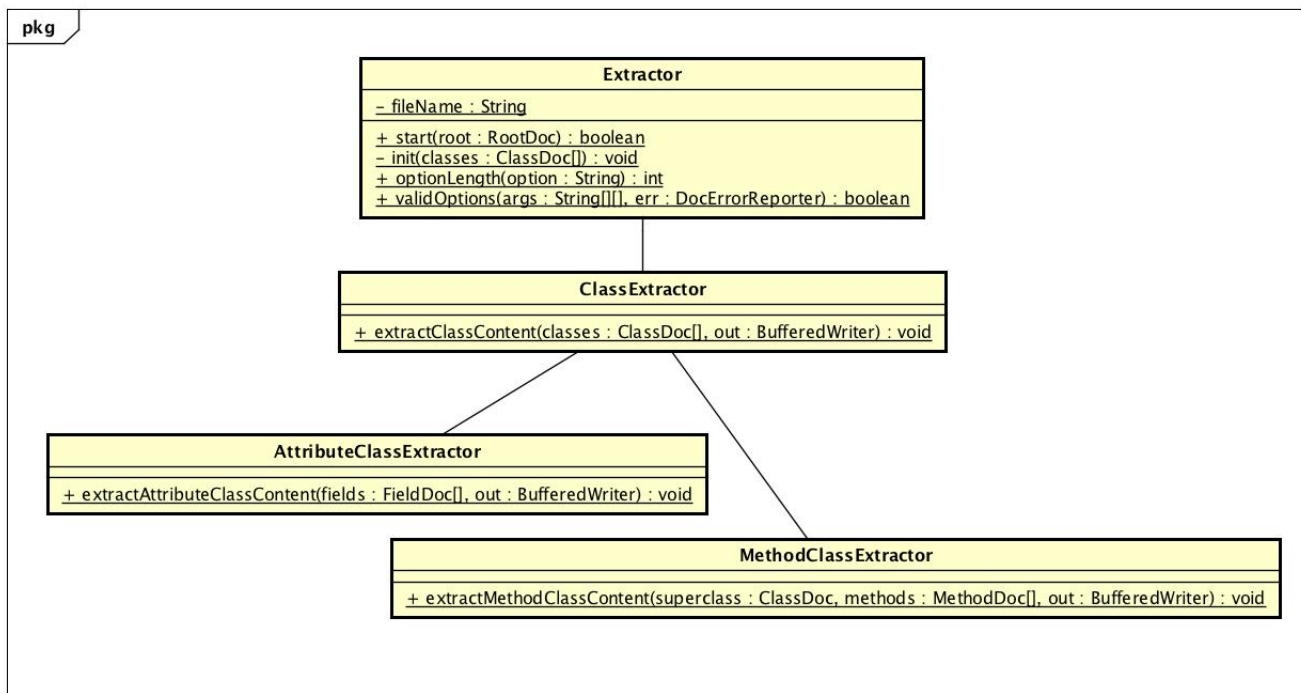 pkg
Extractor
- fileName : String
+ start(root : RootDoc) : boolean
- init(classes : ClassDoc[]) : void
+ optionLength(option : String) : int
+ validOptions(args : String[][], err : DocErrorReporter) : boolean
ClassExtractor
+ extractClassContent(classes : ClassDoc[], out : BufferedWriter) : void
AttributeClassExtractor
+ extractAttributeClassContent(fields : FieldDoc[], out : BufferedWriter) : void
MethodClassExtractor
+ extractMethodClassContent(superclass : ClassDoc, methods : MethodDoc[], out : BufferedWriter) : void